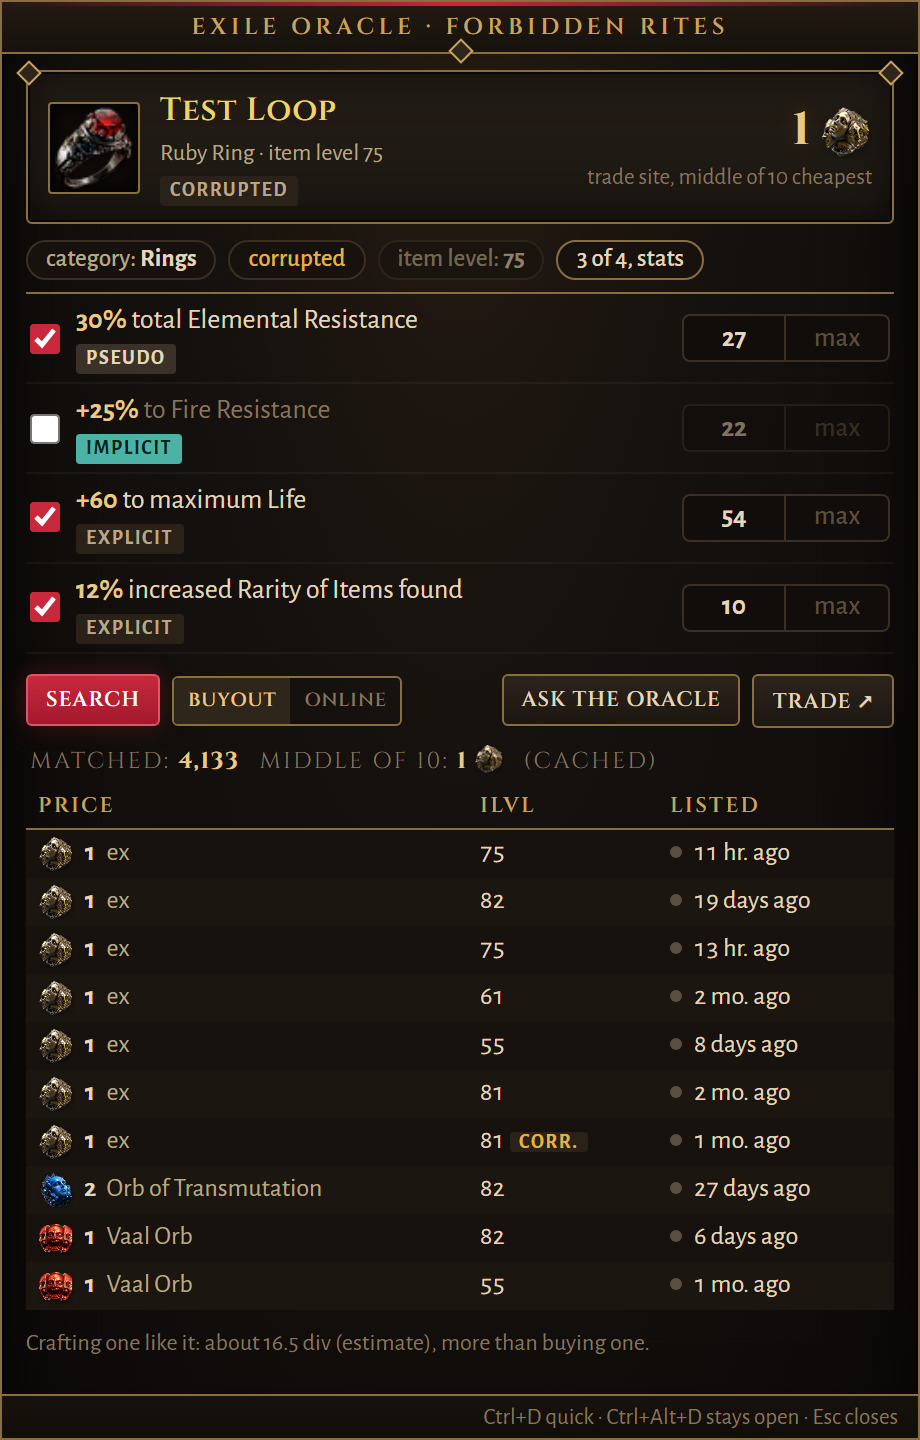 EXILE ORACLE · FORBIDDEN RITES
TEST LOOP
Ruby Ring · item level 75
CORRUPTED
1
trade site, middle of 10 cheapest
category: Rings corrupted item level: 75 3 of 4, stats
30% total Elemental Resistance
PSEUDO
27 max
+25% to Fire Resistance
IMPLICIT
22 max
+60 to maximum Life
EXPLICIT
54 max
12% increased Rarity of Items found
EXPLICIT
10 max
SEARCH BUYOUT ONLINE ASK THE ORACLE TRADE ↗
MATCHED: 4,133 MIDDLE OF 10: 1 (CACHED)
PRICE ILVL LISTED
1 ex 75 11 hr. ago
1 ex 82 19 days ago
1 ex 75 13 hr. ago
1 ex 61 2 mo. ago
1 ex 55 8 days ago
1 ex 81 2 mo. ago
1 ex 81 CORR. 1 mo. ago
2 Orb of Transmutation 82 27 days ago
1 Vaal Orb 82 6 days ago
1 Vaal Orb 55 1 mo. ago
Crafting one like it: about 16.5 div (estimate), more than buying one.
Ctrl+D quick · Ctrl+Alt+D stays open · Esc closes